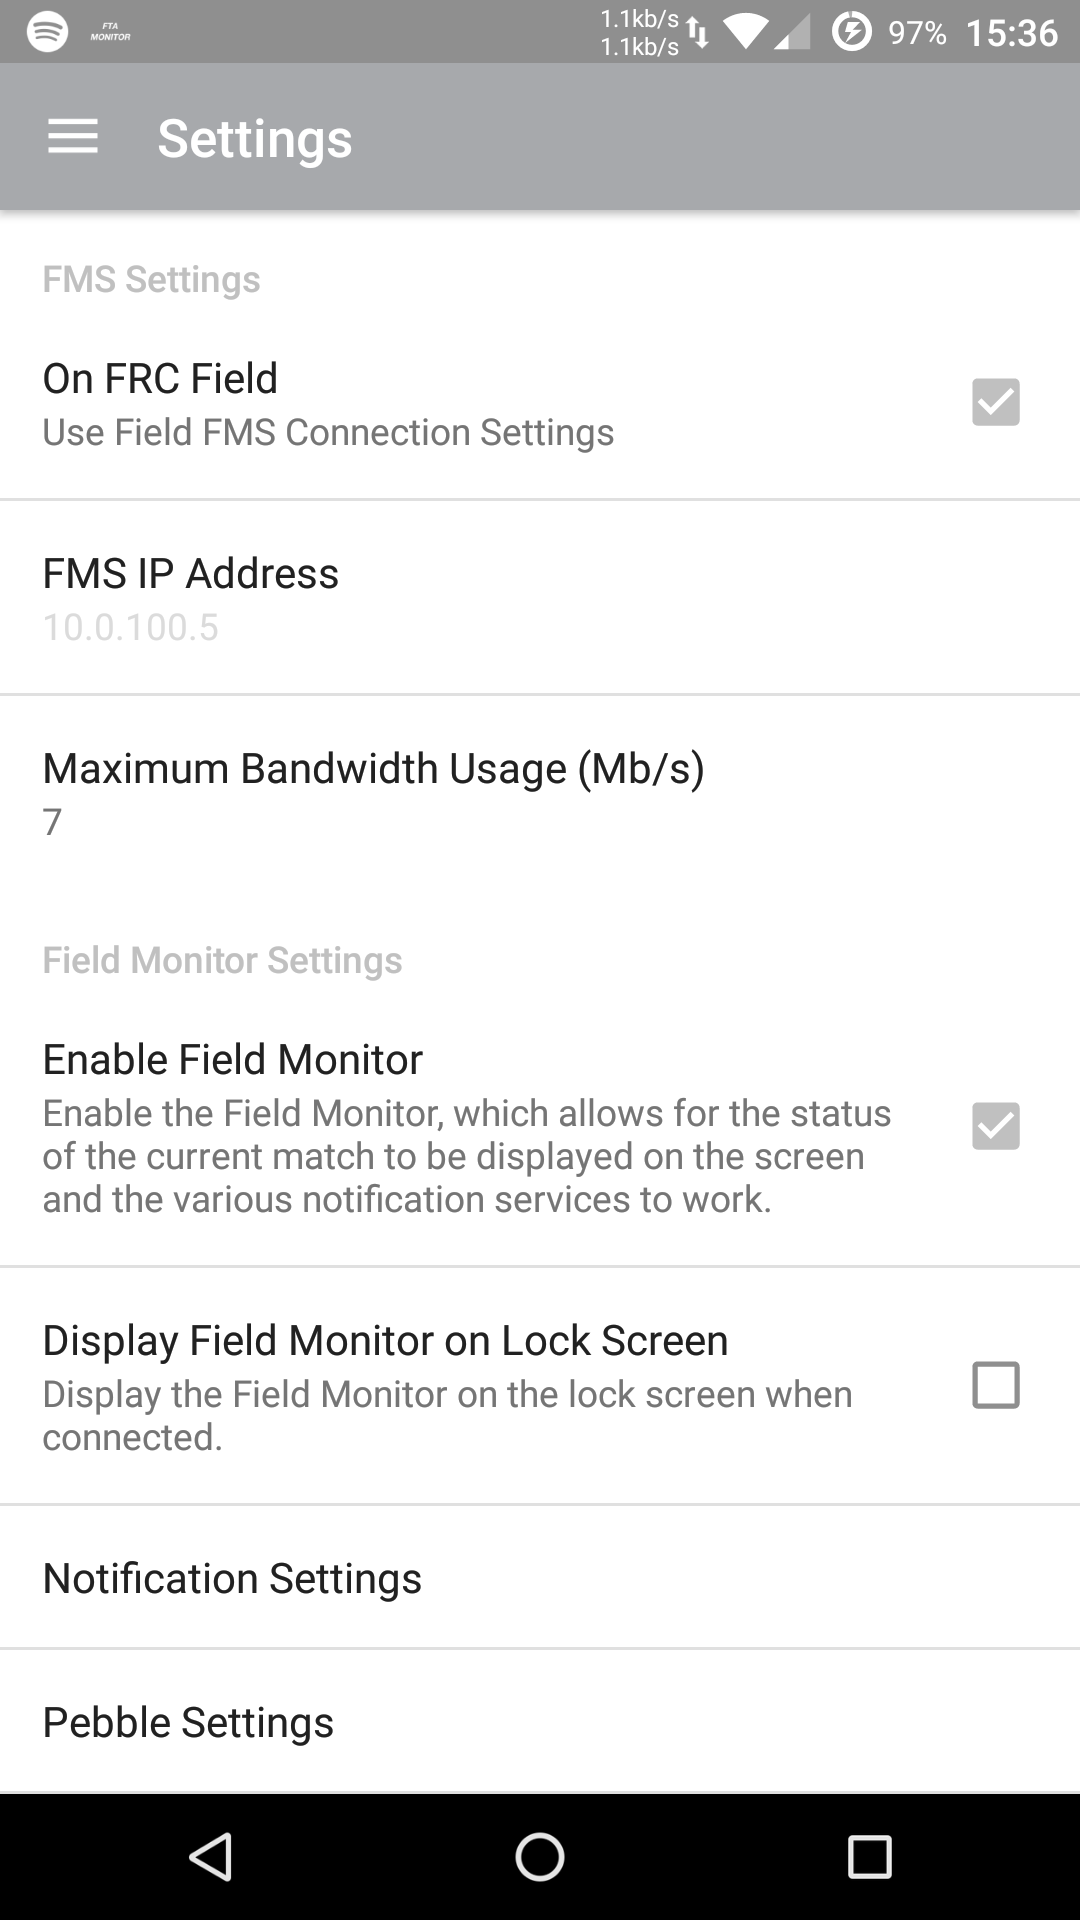 FTA
MONITOR
1.1kb/s
1.1kb/s
97%
15:36
Settings
FMS Settings
On FRC Field
Use Field FMS Connection Settings
FMS IP Address
10.0.100.5
Maximum Bandwidth Usage (Mb/s)
7
Field Monitor Settings
Enable Field Monitor
Enable the Field Monitor, which allows for the status
of the current match to be displayed on the screen
and the various notification services to work.
Display Field Monitor on Lock Screen
Display the Field Monitor on the lock screen when
connected.
Notification Settings
Pebble Settings